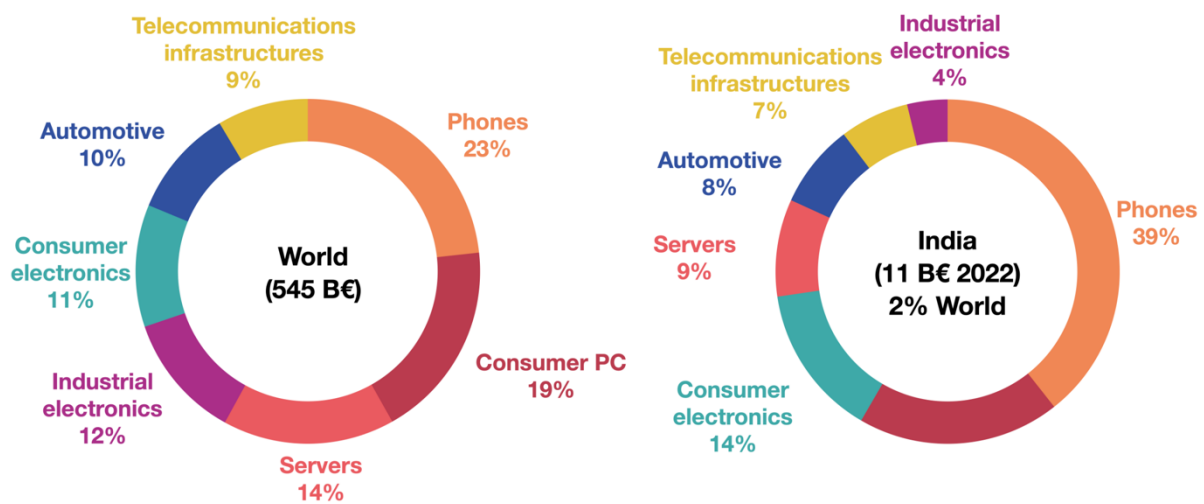 Telecommunications
infrastructures
9%
Phones
23%
Automotive
10%
Consumer
electronics
11%
World
(545 B€)
Consumer PC
19%
Industrial
electronics
12%
Servers
14%
Industrial
electronics
4%
Telecommunications
infrastructures
7%
Automotive
8%
Phones
39%
Servers
9%
India
(11 B€ 2022)
2% World
Consumer
electronics
14%